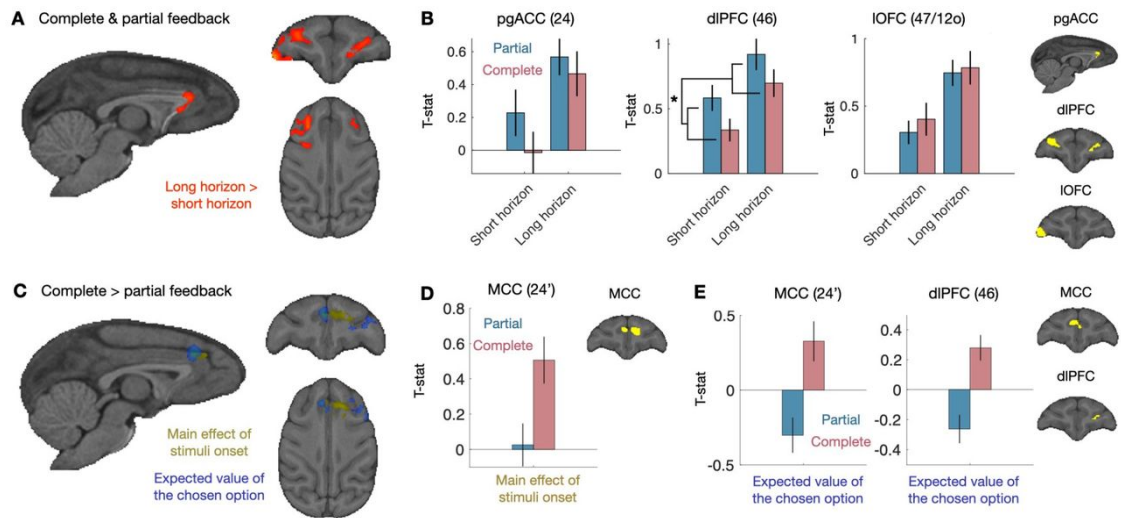 A Complete & partial feedback
Long horizon >
short horizon
B
pgACC (24)
Partial
Complete
T-stat
0.6
0.4
0.2
0
Short horizon
Long horizon
dlPFC (46)
T-stat
1
0.5
0
*
Short horizon
Long horizon
lOFC (47/12o)
T-stat
1
0.5
0
Short horizon
Long horizon
pgACC
dlPFC
lOFC
C Complete > partial feedback
Main effect of
stimuli onset
Expected value of
the chosen option
D
MCC (24')
Partial
Complete
T-stat
0.8
0.6
0.4
0.2
0
Main effect of
stimuli onset
MCC
E
MCC (24')
T-stat
0.5
0
-0.5
Partial
Complete
Expected value of
the chosen option
dlPFC (46)
0.4
0.2
0
-0.2
-0.4
Expected value of
the chosen option
MCC
dlPFC